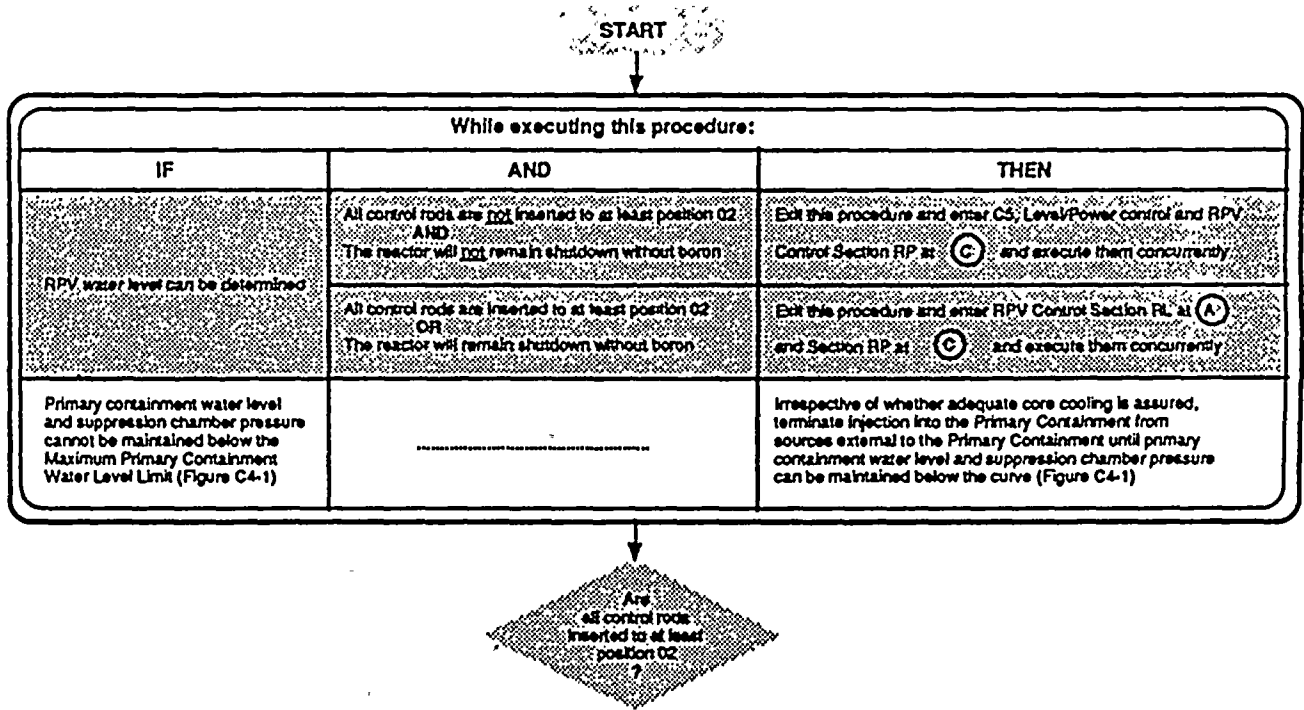 START
While executing this procedure:
IF
AND
THEN
RPV water level can be determined
All control rods are not inserted to at least position 02
AND
The reactor will not remain shutdown without boron
Exit this procedure and enter C5, Level/Power control and RPV
Control Section RP at C and execute them concurrently
All control rods are inserted to at least position 02
OR
The reactor will remain shutdown without boron
Exit this procedure and enter RPV Control Section RL at A
and Section RP at C and execute them concurrently
Primary containment water level
and suppression chamber pressure
cannot be maintained below the
Maximum Primary Containment
Water Level Limit (Figure C4-1)
Irrespective of whether adequate core cooling is assured,
terminate injection into the Primary Containment from
sources external to the Primary Containment until primary
containment water level and suppression chamber pressure
can be maintained below the curve (Figure C4-1)
Are
all control rods
inserted to at least
position 02
?